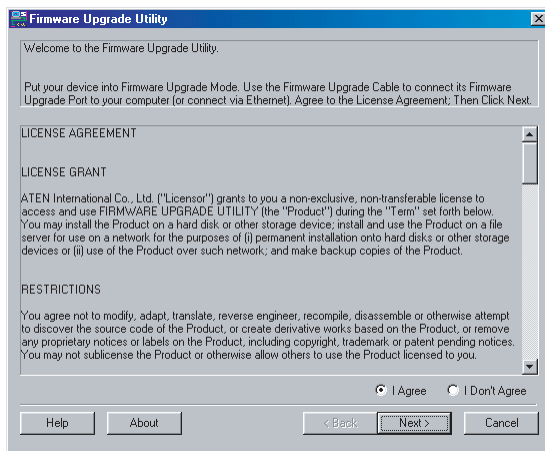 Firmware Upgrade Utility
Welcome to the Firmware Upgrade Utility.
Put your device into Firmware Upgrade Mode. Use the Firmware Upgrade Cable to connect its Firmware
Upgrade Port to your computer (or connect via Ethernet). Agree to the License Agreement; Then Click Next.
LICENSE AGREEMENT
LICENSE GRANT
ATEN International Co., Ltd. ("Licensor") grants to you a non-exclusive, non-transferable license to
access and use FIRMWARE UPGRADE UTILITY (the "Product") during the "Term" set forth below.
You may install the Product on a hard disk or other storage device; install and use the Product on a file
server for use on a network for the purposes of (i) permanent installation onto hard disks or other storage
devices or (ii) use of the Product over such network; and make backup copies of the Product.
RESTRICTIONS
You agree not to modify, adapt, translate, reverse engineer, recompile, disassemble or otherwise attempt
to discover the source code of the Product, or create derivative works based on the Product, or remove
any proprietary notices or labels on the Product, including copyright, trademark or patent pending notices.
You may not sublicense the Product or otherwise allow others to use the Product licensed to you.
I Agree I Don't Agree
Help About < Back Next > Cancel